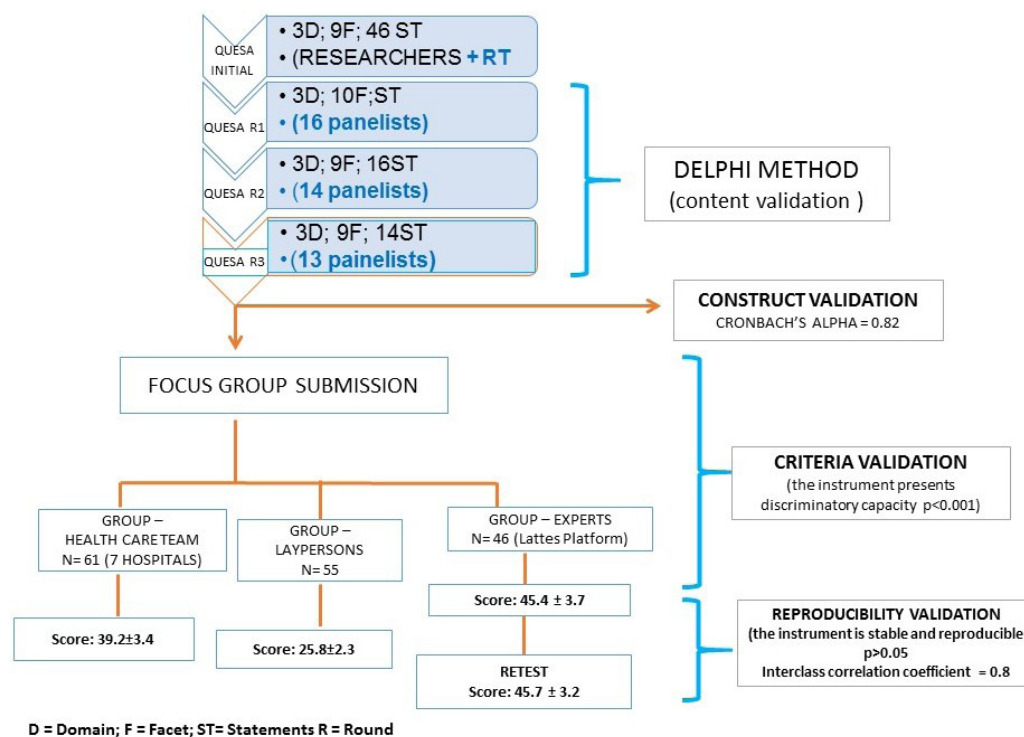 QUESA
INITIAL
• 3D; 9F; 46 ST
• (RESEARCHERS + RT
QUESA R1
• 3D; 10F;ST
• (16 panelists)
QUESA R2
• 3D; 9F; 16ST
• (14 panelists)
QUESA R3
• 3D; 9F; 14ST
• (13 painelists)
DELPHI METHOD
(content validation )
CONSTRUCT VALIDATION
CRONBACH'S ALPHA = 0.82
FOCUS GROUP SUBMISSION
CRITERIA VALIDATION
(the instrument presents
discriminatory capacity p<0.001)
GROUP –
HEALTH CARE TEAM
N= 61 (7 HOSPITALS)
GROUP –
LAYPERSONS
N= 55
GROUP – EXPERTS
N= 46 (Lattes Platform)
Score: 39.2±3.4
Score: 25.8±2.3
Score: 45.4 ± 3.7
RETEST
Score: 45.7 ± 3.2
REPRODUCIBILITY VALIDATION
(the instrument is stable and reproducible
p>0.05
Interclass correlation coefficient = 0.8
D = Domain; F = Facet; ST= Statements R = Round